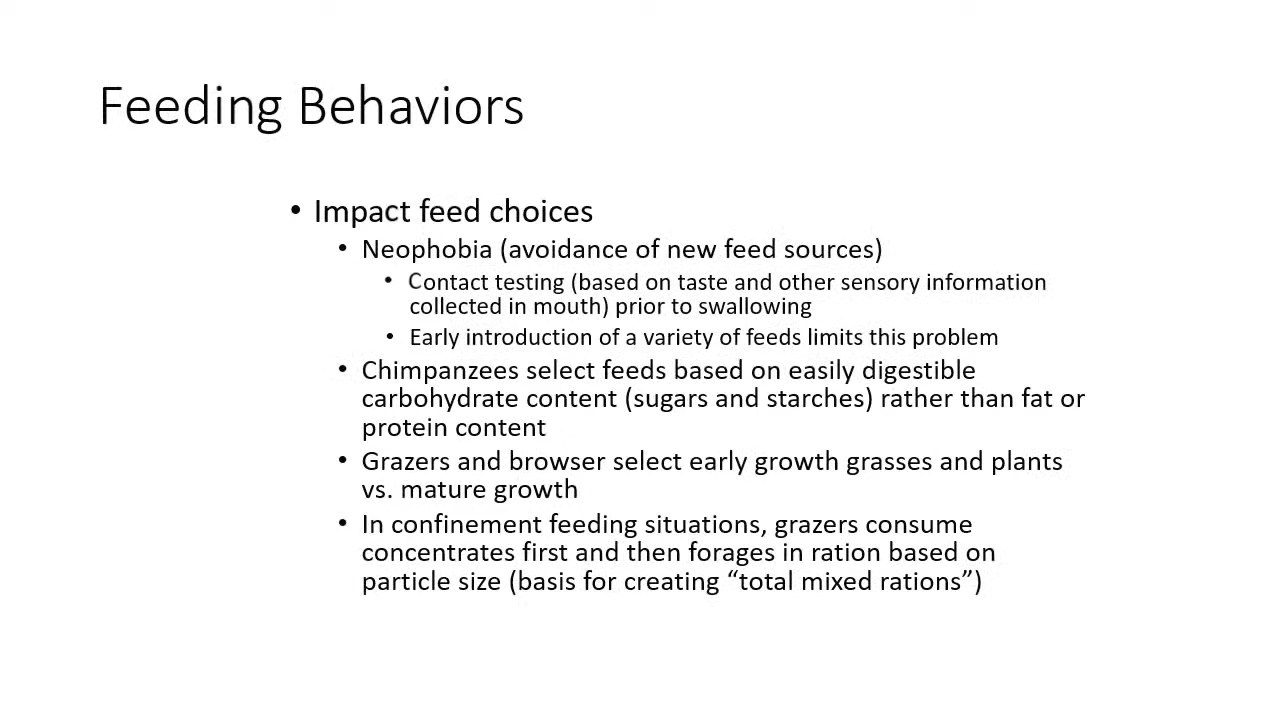 Feeding Behaviors
• Impact feed choices
• Neophobia (avoidance of new feed sources)
• Contact testing (based on taste and other sensory information
collected in mouth) prior to swallowing
• Early introduction of a variety of feeds limits this problem
• Chimpanzees select feeds based on easily digestible
carbohydrate content (sugars and starches) rather than fat or
protein content
• Grazers and browser select early growth grasses and plants
vs. mature growth
• In confinement feeding situations, grazers consume
concentrates first and then forages in ration based on
particle size (basis for creating “total mixed rations”)